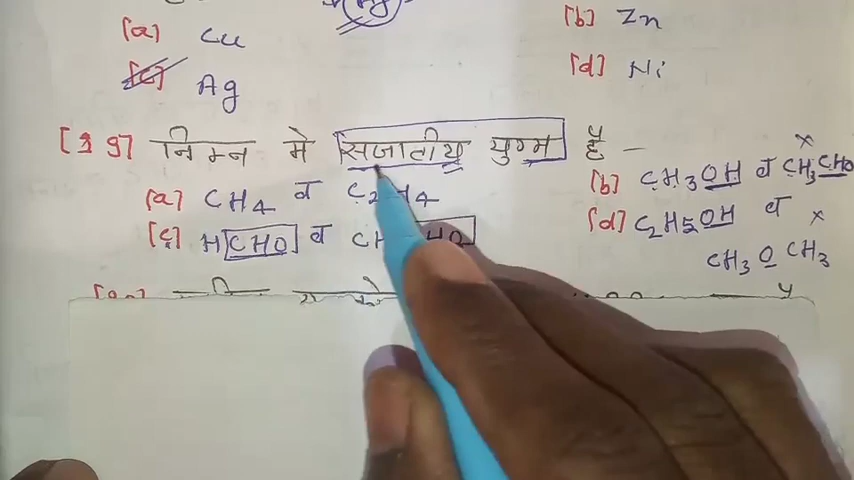 [a] Cu [b] Zn
[c] Ag [d] Ni
[19] निम्न मे सजातीय युग्म है -
[a] CH4 व C2H4 [b] CH3OH व CH3CHO
[c] HCHO व [d] C2H5OH व
CH3OCH3